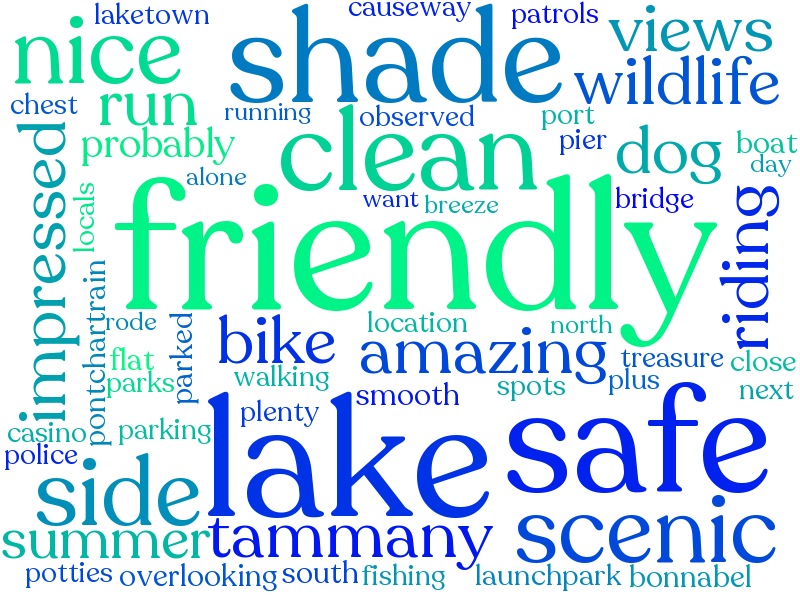 laketown
causeway
patrols
nice
shade
views
wildlife
chest
run
running
observed
port
probably
clean
pier
dog
boat
day
impressed
alone
want
breeze
bridge
locals
friendly
riding
pontchartrain
rode
parked
bike
location
north
flat
amazing
treasure
close
parks
walking
spots
plus
next
smooth
plenty
casino
parking
lake
safe
police
side
summer
tammany
scenic
potties
overlooking
south
fishing
launchpark
bonnabel